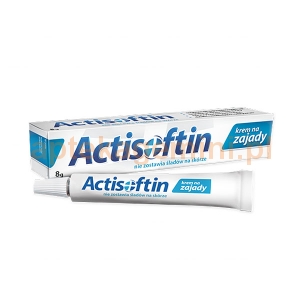 Actisoftin
krem na
zajady
nie zostawia śladów na skórze
8g
Actisoftin
krem na
zajady
nie zostawia śladów na skórze